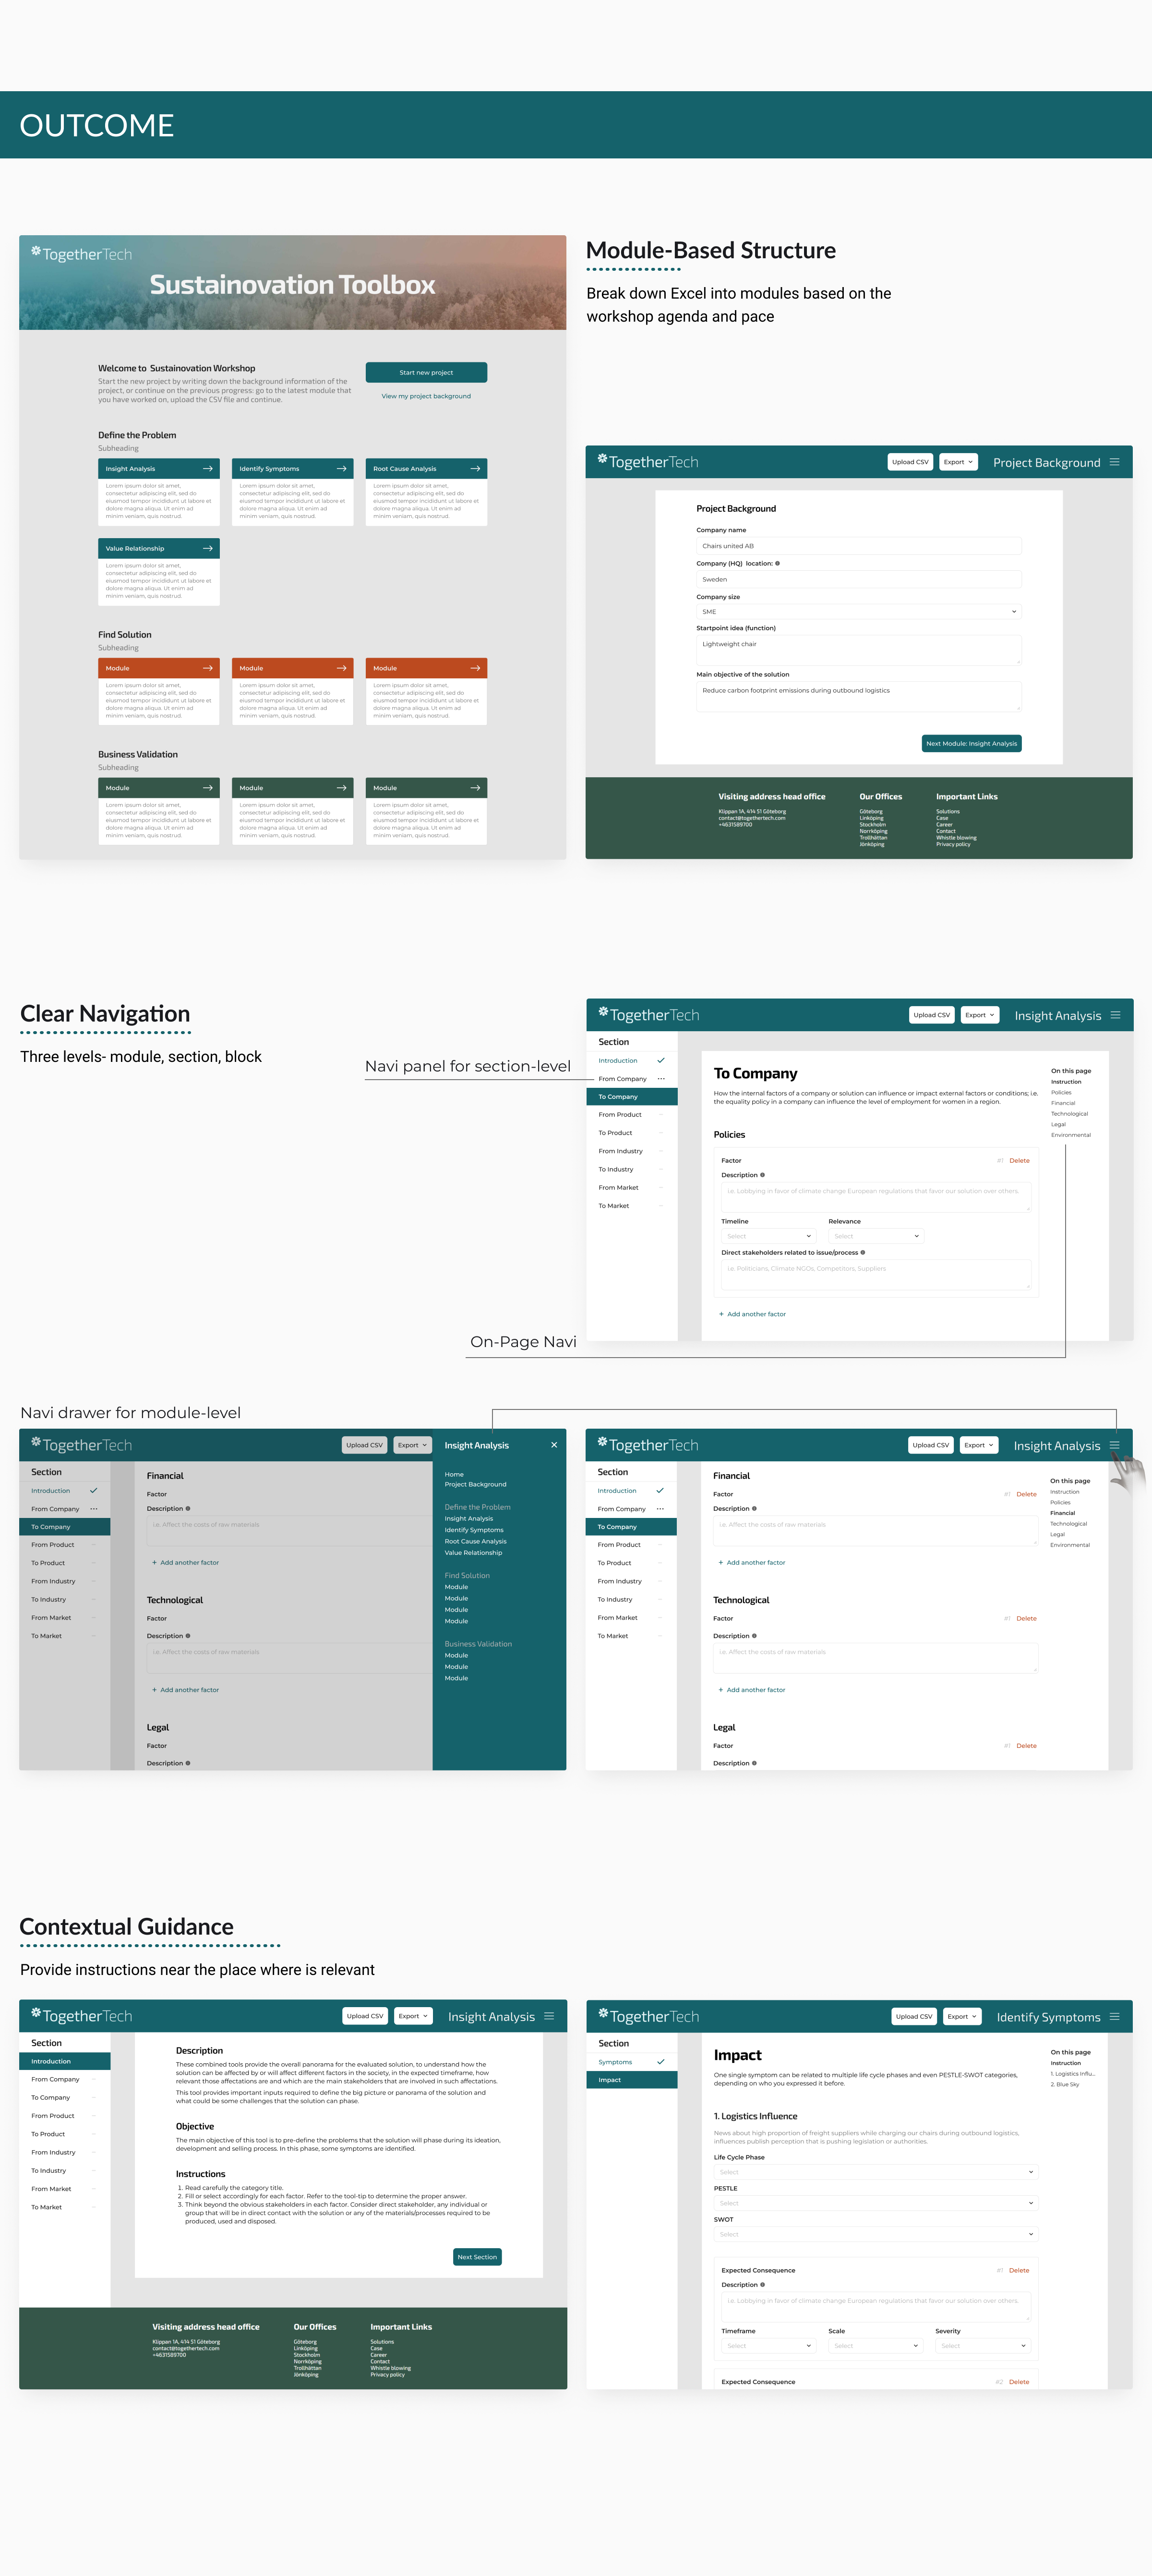 OUTCOME
TogetherTech
Sustainovation Toolbox
Welcome to Sustainovation Workshop
Start the new project by writing down the background information of the
project, or continue on the previous progress: go to the latest module that
you have worked on, upload the CSV file and continue.
Start new project
View my project background
Define the Problem
Subheading
Insight Analysis
Lorem ipsum dolor sit amet,
consectetur adipiscing elit, sed do
eiusmod tempor incididunt ut labore et
dolore magna aliqua. Ut enim ad
minim veniam, quis nostrud.
Identify Symptoms
Lorem ipsum dolor sit amet,
consectetur adipiscing elit, sed do
eiusmod tempor incididunt ut labore et
dolore magna aliqua. Ut enim ad
minim veniam, quis nostrud.
Root Cause Analysis
Lorem ipsum dolor sit amet,
consectetur adipiscing elit, sed do
eiusmod tempor incididunt ut labore et
dolore magna aliqua. Ut enim ad
minim veniam, quis nostrud.
Value Relationship
Lorem ipsum dolor sit amet,
consectetur adipiscing elit, sed do
eiusmod tempor incididunt ut labore et
dolore magna aliqua. Ut enim ad
minim veniam, quis nostrud.
Find Solution
Subheading
Module
Lorem ipsum dolor sit amet,
consectetur adipiscing elit, sed do
eiusmod tempor incididunt ut labore et
dolore magna aliqua. Ut enim ad
minim veniam, quis nostrud.
Module
Lorem ipsum dolor sit amet,
consectetur adipiscing elit, sed do
eiusmod tempor incididunt ut labore et
dolore magna aliqua. Ut enim ad
minim veniam, quis nostrud.
Module
Lorem ipsum dolor sit amet,
consectetur adipiscing elit, sed do
eiusmod tempor incididunt ut labore et
dolore magna aliqua. Ut enim ad
minim veniam, quis nostrud.
Business Validation
Subheading
Module
Lorem ipsum dolor sit amet,
consectetur adipiscing elit, sed do
eiusmod tempor incididunt ut labore et
dolore magna aliqua. Ut enim ad
minim veniam, quis nostrud.
Module
Lorem ipsum dolor sit amet,
consectetur adipiscing elit, sed do
eiusmod tempor incididunt ut labore et
dolore magna aliqua. Ut enim ad
minim veniam, quis nostrud.
Module
Lorem ipsum dolor sit amet,
consectetur adipiscing elit, sed do
eiusmod tempor incididunt ut labore et
dolore magna aliqua. Ut enim ad
minim veniam, quis nostrud.
Module-Based Structure
Break down Excel into modules based on the
workshop agenda and pace
TogetherTech
Upload CSV
Export
Project Background
Project Background
Company name
Chairs united AB
Company (HQ) location:
Sweden
Company size
SME
Startpoint idea (function)
Lightweight chair
Main objective of the solution
Reduce carbon footprint emissions during outbound logistics
Next Module: Insight Analysis
Visiting address head office
Klippan 1A, 414 51 Göteborg
contact@togethertech.com
+4631589700
Our Offices
Göteborg
Linköping
Stockholm
Norrköping
Trollhättan
Jönköping
Important Links
Solutions
Case
Career
Contact
Whistle blowing
Privacy policy
Clear Navigation
Three levels- module, section, block
Navi panel for section-level
TogetherTech
Upload CSV
Export
Insight Analysis
Section
Introduction
From Company
To Company
From Product
To Product
From Industry
To Industry
From Market
To Market
To Company
How the internal factors of a company or solution can influence or impact external factors or conditions; i.e.
the equality policy in a company can influence the level of employment for women in a region.
Policies
Factor
#1 Delete
Description
i.e. Lobbying in favor of climate change European regulations that favor our solution over others.
Timeline
Relevance
Select
Select
Direct stakeholders related to issue/process
i.e. Politicians, Climate NGOs, Competitors, Suppliers
+ Add another factor
On this page
Instruction
Policies
Financial
Technological
Legal
Environmental
On-Page Navi
Navi drawer for module-level
TogetherTech
Upload CSV
Export
Section
Introduction
From Company
To Company
From Product
To Product
From Industry
To Industry
From Market
To Market
Financial
Factor
Description
i.e. Affect the costs of raw materials
+ Add another factor
Technological
Factor
Description
i.e. Affect the costs of raw materials
+ Add another factor
Legal
Factor
Description
Insight Analysis
Home
Project Background
Define the Problem
Insight Analysis
Identify Symptoms
Root Cause Analysis
Value Relationship
Find Solution
Module
Module
Module
Module
Business Validation
Module
Module
Module
TogetherTech
Upload CSV
Export
Insight Analysis
Section
Introduction
From Company
To Company
From Product
To Product
From Industry
To Industry
From Market
To Market
Financial
Factor
#1 Delete
Description
i.e. Affect the costs of raw materials
+ Add another factor
Technological
Factor
#1 Delete
Description
i.e. Affect the costs of raw materials
+ Add another factor
Legal
Factor
#1 Delete
Description
On this page
Instruction
Policies
Financial
Technological
Legal
Environmental
Contextual Guidance
Provide instructions near the place where is relevant
TogetherTech
Upload CSV
Export
Insight Analysis
Section
Introduction
From Company
To Company
From Product
To Product
From Industry
To Industry
From Market
To Market
Description
These combined tools provide the overall panorama for the evaluated solution, to understand how the
solution can be affected by or will affect different factors in the society, in the expected timeframe, how
relevant those affectations are and which are the main stakeholders that are involved in such affections.
This tool provides important inputs required to define the big picture or panorama of the solution and
what could be some challenges that the solution can phase.
Objective
The main objective of this tool is to pre-define the problems that the solution will phase during its ideation,
development and selling process. In this phase, some symptoms are identified.
Instructions
1. Read carefully the category title.
2. Fill or select accordingly for each factor. Refer to the tool-tip to determine the proper answer.
3. Think beyond the obvious stakeholders in each factor. Consider direct stakeholder, any individual or
group that will be in direct contact with the solution or any of the materials/processes required to be
produced, used and disposed.
Next Section
Visiting address head office
Klippan 1A, 414 51 Göteborg
contact@togethertech.com
+4631589700
Our Offices
Göteborg
Linköping
Stockholm
Norrköping
Trollhättan
Jönköping
Important Links
Solutions
Case
Career
Contact
Whistle blowing
Privacy policy
TogetherTech
Upload CSV
Export
Identify Symptoms
Section
Symptoms
Impact
Impact
One single symptom can be related to multiple life cycle phases and even PESTLE-SWOT categories,
depending on who you expressed it before.
1. Logistics Influence
News about high proportion of freight suppliers while charging our chairs during outbound logistics,
influences publish perception that is pushing legislation or authorities.
Life Cycle Phase
Select
PESTLE
Select
SWOT
Select
Expected Consequence
#1 Delete
Description
i.e. Lobbying in favor of climate change European regulations that favor our solution over others.
Timeframe
Scale
Severity
Select
Select
Select
Expected Consequence
#2 Delete
On this page
Instruction
1. Logistics Influ...
2. Blue Sky